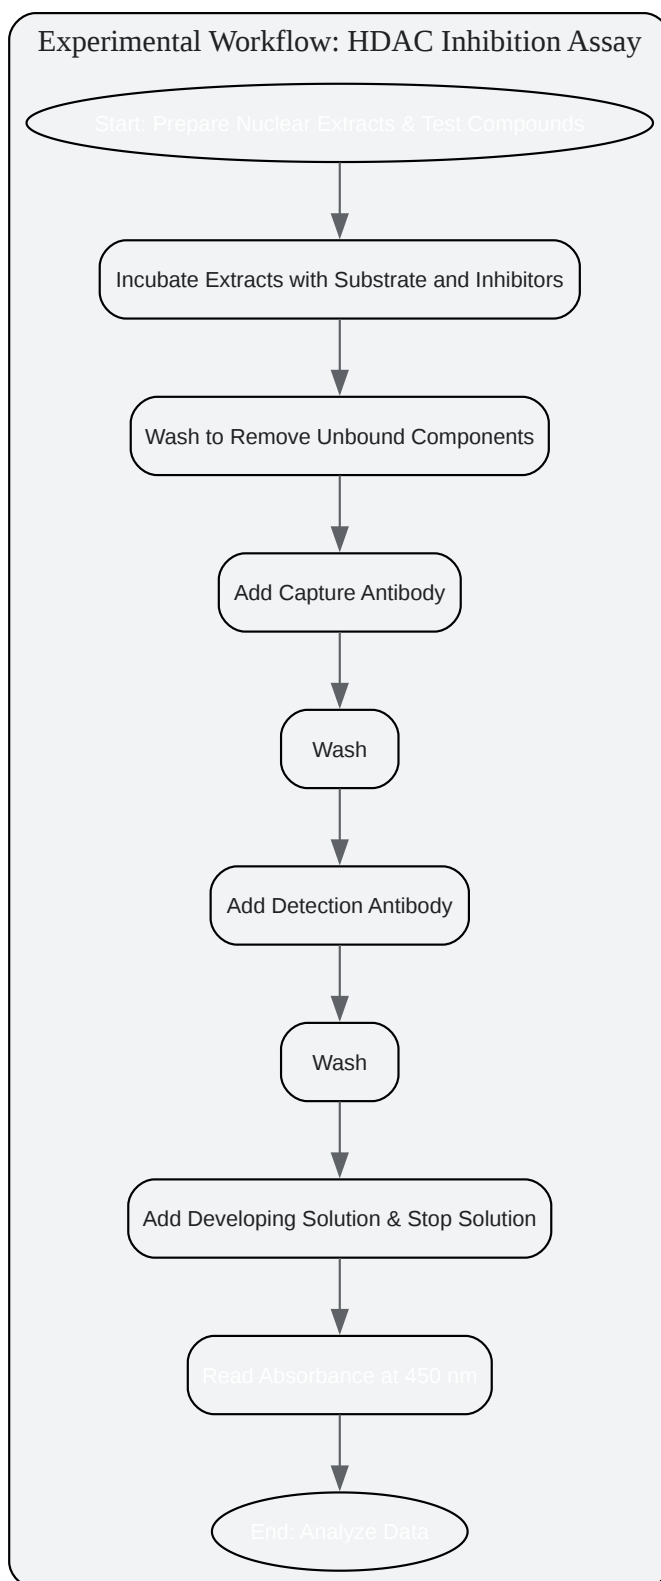 Experimental Workflow: HDAC Inhibition Assay
Start: Prepare Nuclear Extracts & Test Compounds
Incubate Extracts with Substrate and Inhibitors
Wash to Remove Unbound Components
Add Capture Antibody
Wash
Add Detection Antibody
Wash
Add Developing Solution & Stop Solution
Read Absorbance at 450 nm
End: Analyze Data